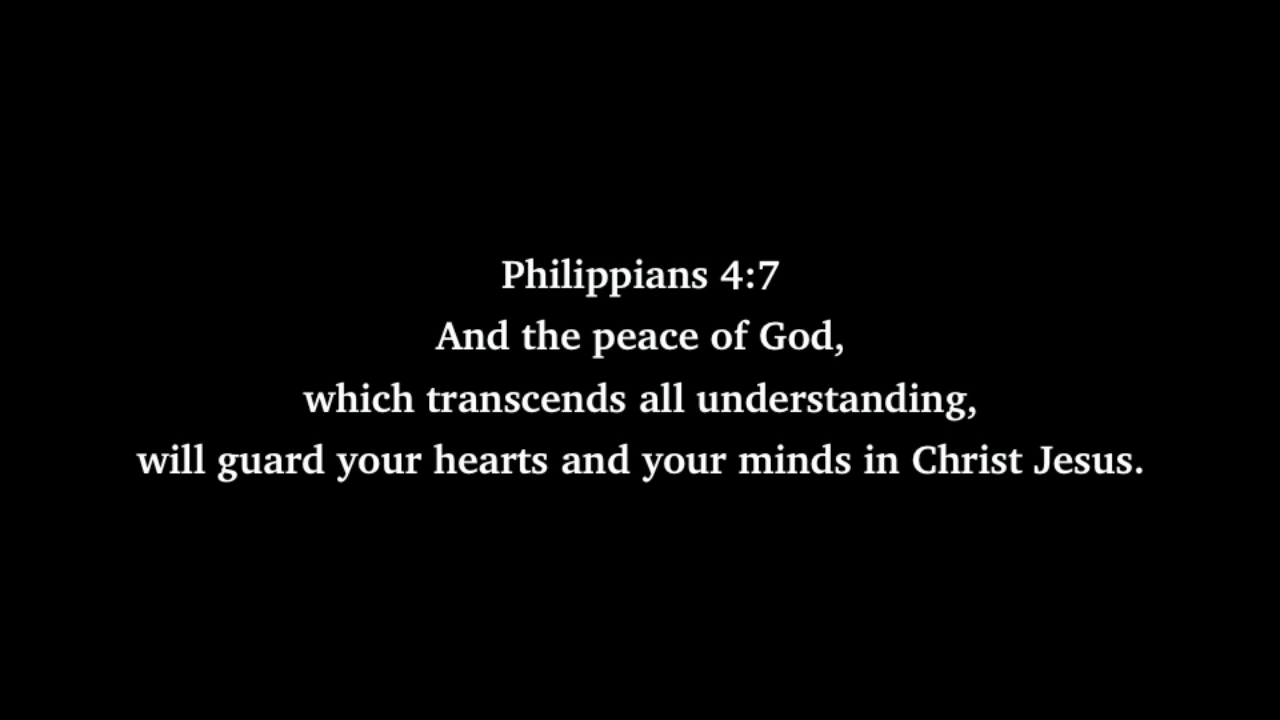 Philippians 4:7
And the peace of God,
which transcends all understanding,
will guard your hearts and your minds in Christ Jesus.